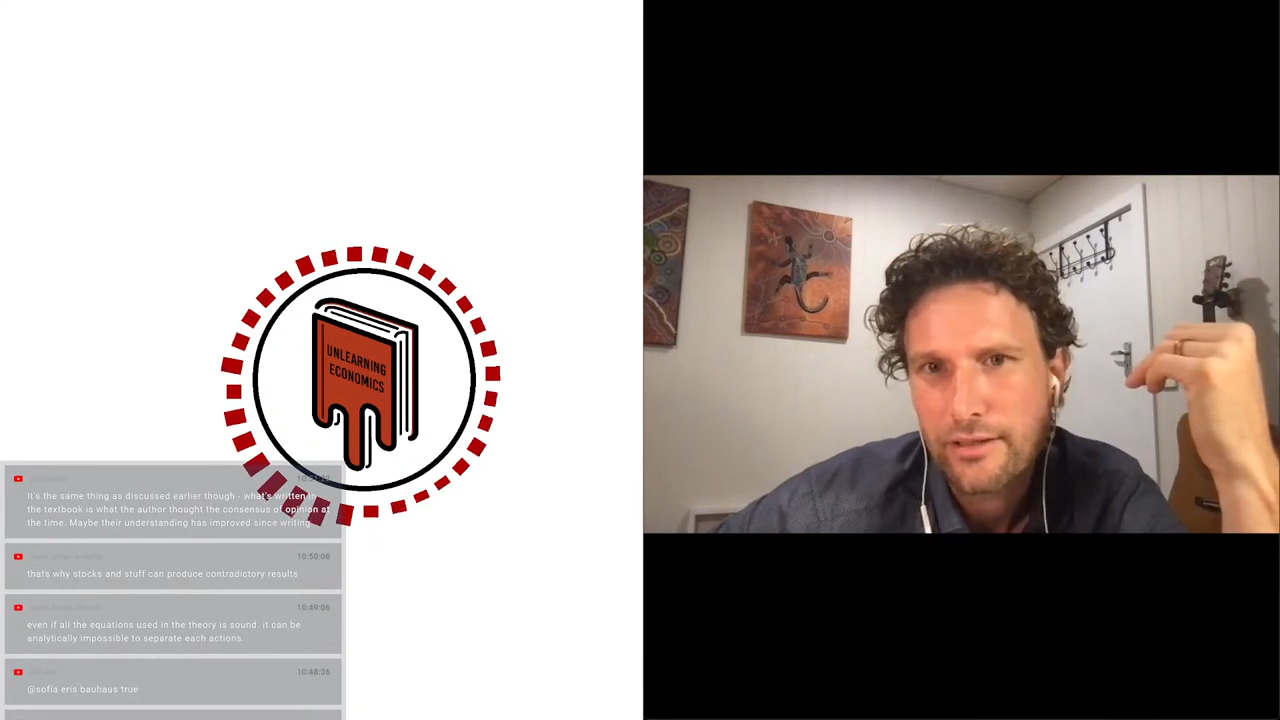 UNLEARNING
ECONOMICS
It's the same thing as discussed earlier though - what's written in
the textbook is what the author thought the consensus of opinion at
the time. Maybe their understanding has improved since writing
10:50:06
thats why stocks and stuff can produce contradictory results
10:49:06
even if all the equations used in the theory is sound. it can be
analytically impossible to separate each actions.
10:48:36
@sofia eris bauhaus true